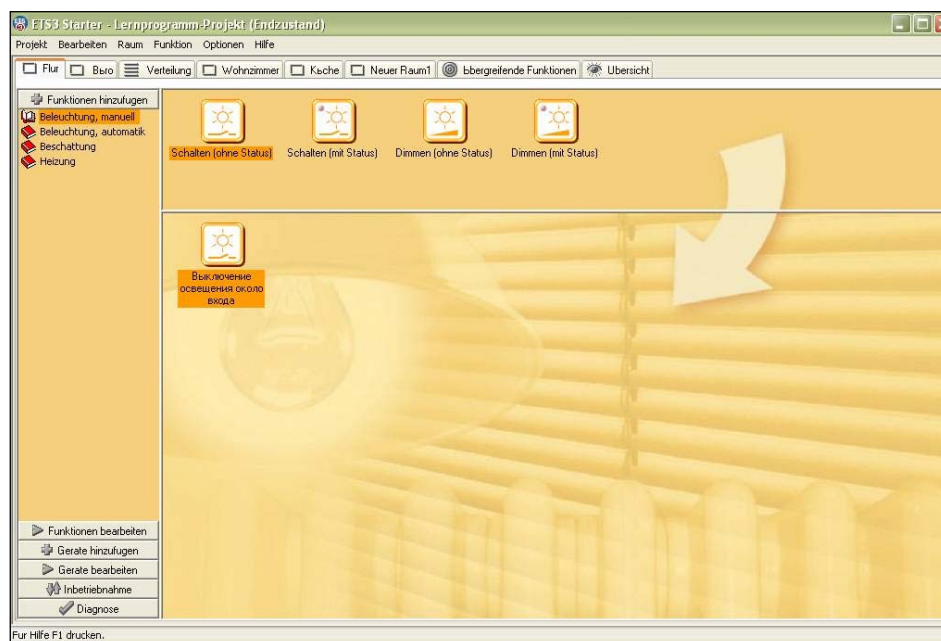 ETS3 Starter - Lernprogramm-Projekt (Endzustand)
Projekt Bearbeiten Raum Funktion Optionen Hilfe
Flur Выго Verteilung Wohnzimmer Kьche Neuer Raum1 Ьbergreifende Funktionen Ubersicht
Funktionen hinzufugen
Beleuchtung, manuell
Beleuchtung, automatik
Beschattung
Heizung
Schalten (ohne Status) Schalten (mit Status) Dimmen (ohne Status) Dimmen (mit Status)
Выключение
освещения около
входа
Funktionen bearbeiten
Gerate hinzufugen
Gerate bearbeiten
Inbetriebnahme
Diagnose
Fur Hilfe F1 drucken.